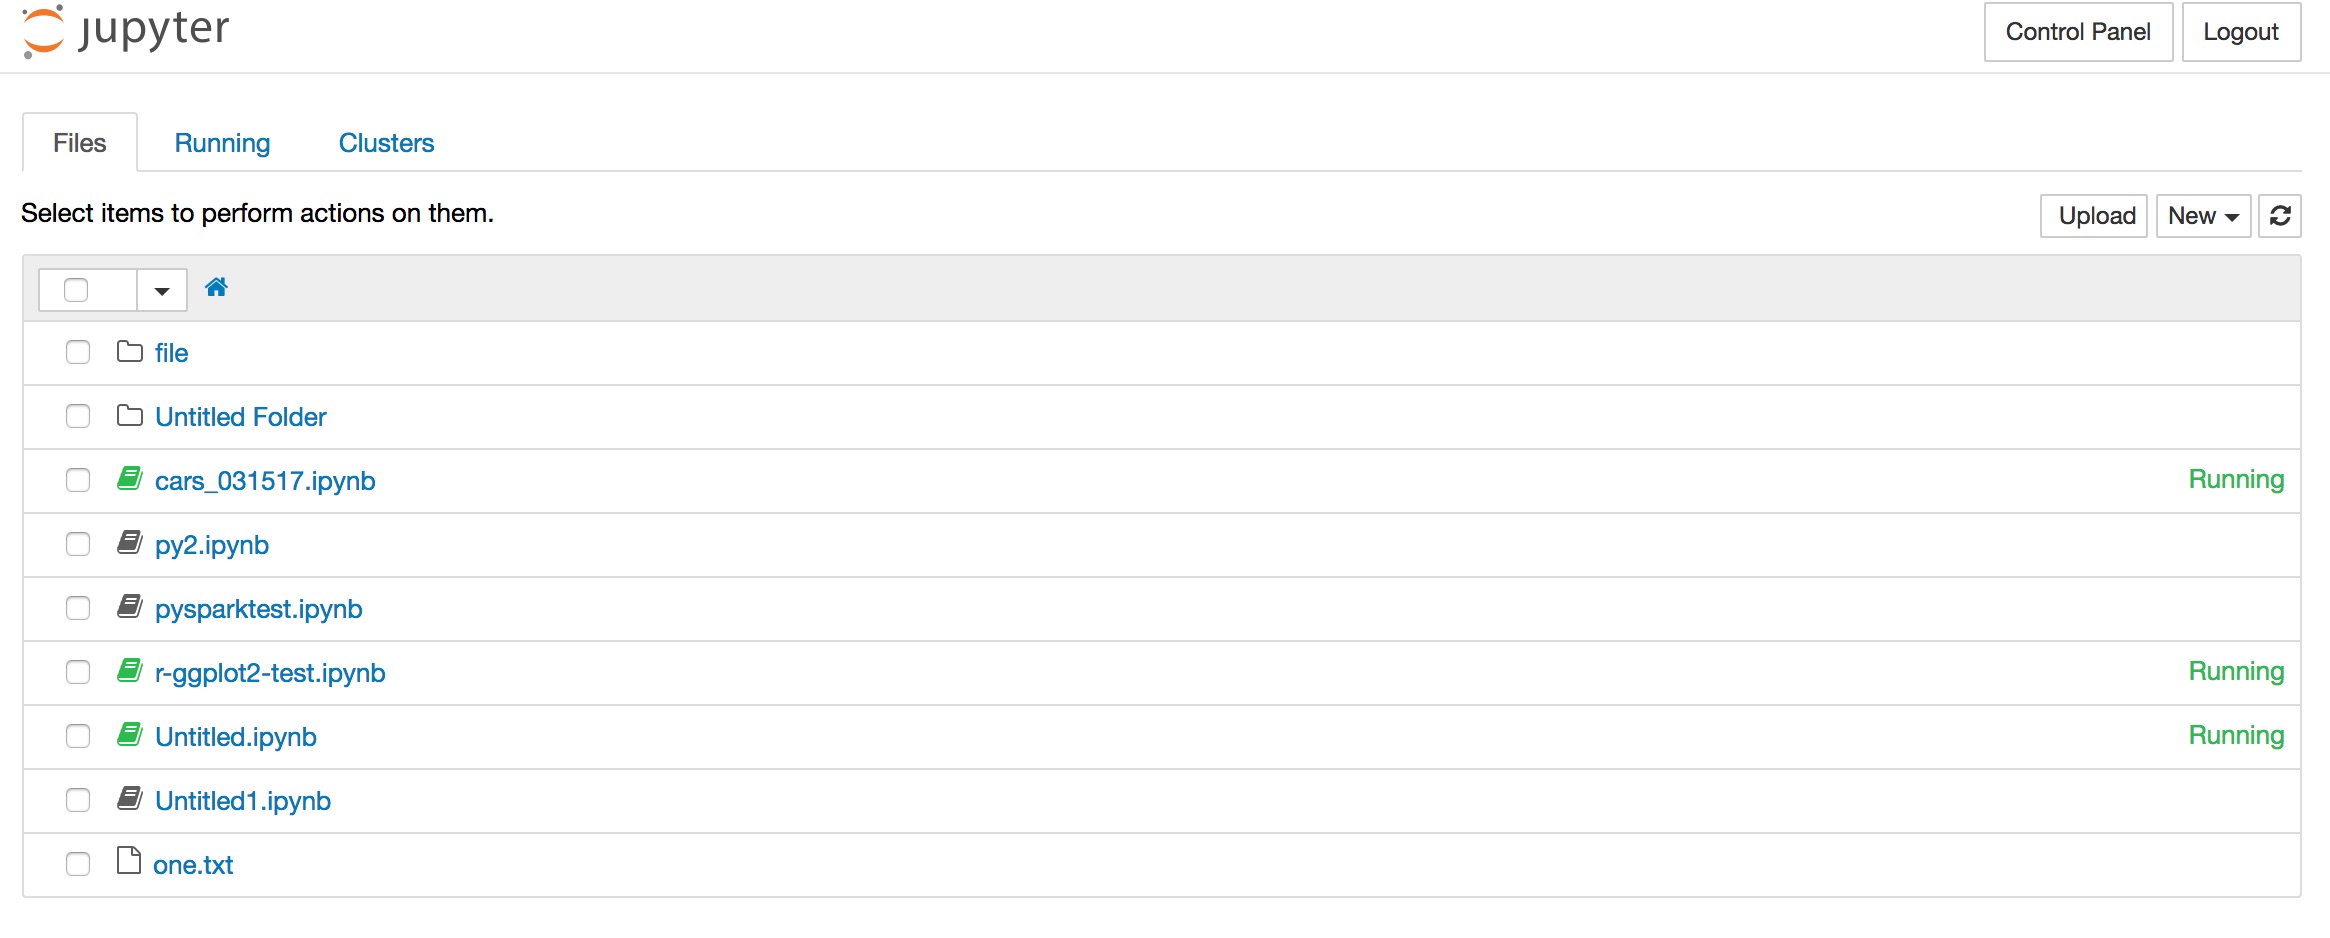 jupyter
Control Panel Logout
Files Running Clusters
Select items to perform actions on them.
Upload New
file
Untitled Folder
cars_031517.ipynb Running
py2.ipynb
pysparktest.ipynb
r-ggplot2-test.ipynb Running
Untitled.ipynb Running
Untitled1.ipynb
one.txt